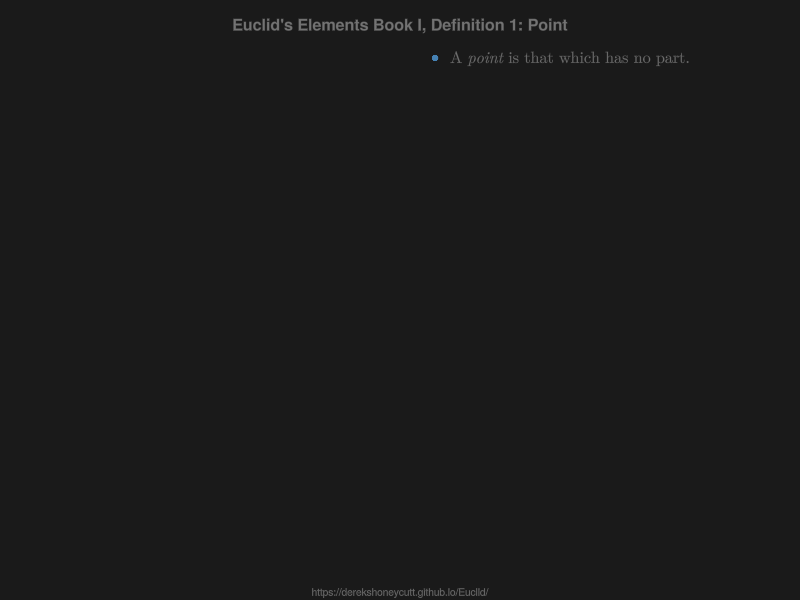 Euclid's Elements Book I, Definition 1: Point
• A point is that which has no part.
https://derekshoneycutt.github.io/Euclid/